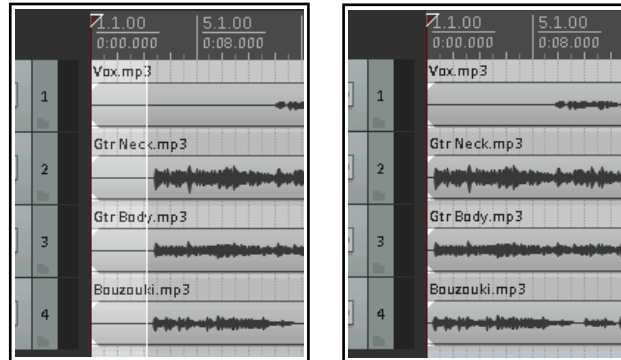 1.1.00 5.1.00
0:00.000 0:08.000
Vox.mp3
1
Gtr Neck.mp3
2
Gtr Body.mp3
3
Bouzouki.mp3
4
1.1.00 5.1.00
0:00.000 0:08.000
Vox.mp3
1
Gtr Neck.mp3
2
Gtr Body.mp3
3
Bouzouki.mp3
4